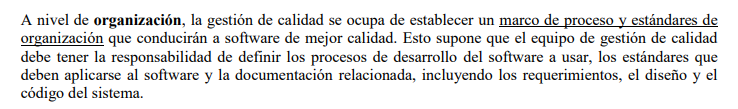 A nivel de organización, la gestión de calidad se ocupa de establecer un marco de proceso y estándares de
organización que conducirán a software de mejor calidad. Esto supone que el equipo de gestión de calidad
debe tener la responsabilidad de definir los procesos de desarrollo del software a usar, los estándares que
deben aplicarse al software y la documentación relacionada, incluyendo los requerimientos, el diseño y el
código del sistema.